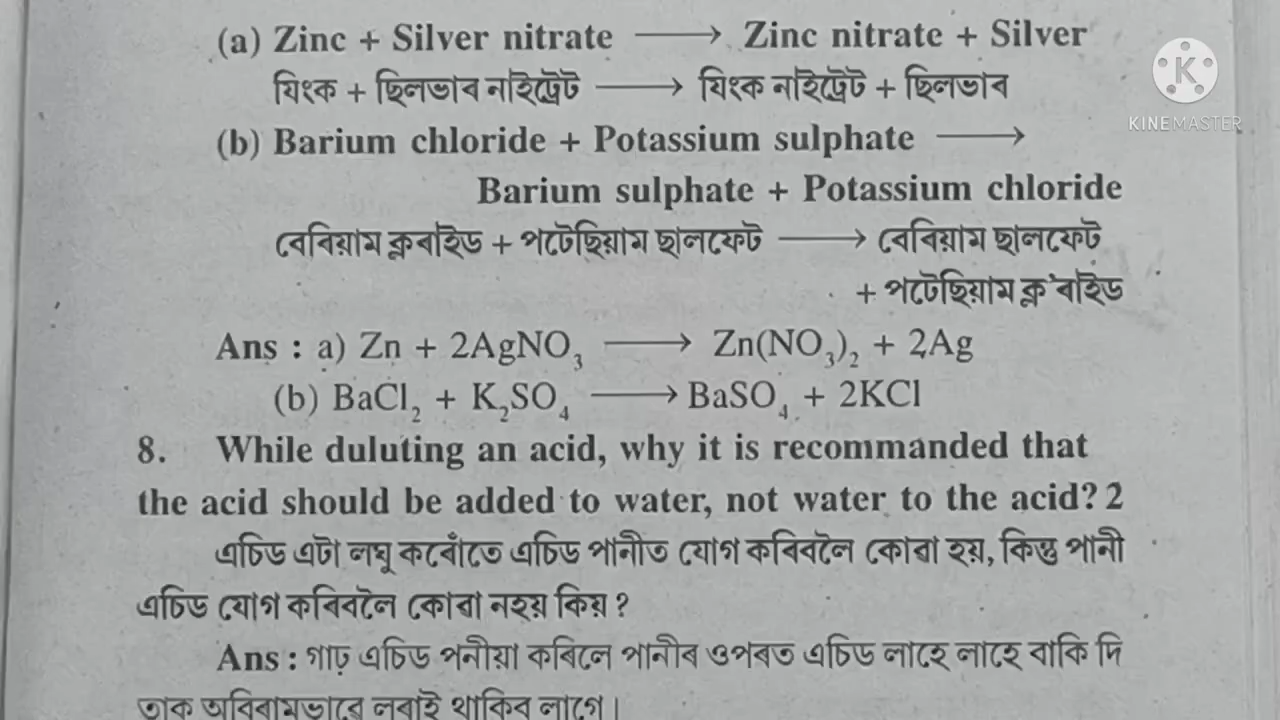 (a) Zinc + Silver nitrate ⟶ Zinc nitrate + Silver
যিংক + ছিলভাৰ নাইট্ৰেট ⟶ যিংক নাইট্ৰেট + ছিলভাৰ
(b) Barium chloride + Potassium sulphate ⟶
Barium sulphate + Potassium chloride
বেৰিয়াম ক্লৰাইড + পটেছিয়াম ছালফেট ⟶ বেৰিয়াম ছালফেট
+ পটেছিয়াম ক্ল'ৰাইড
Ans : a) Zn + 2AgNO₃ ⟶ Zn(NO₃)₂ + 2Ag
(b) BaCl₂ + K₂SO₄ ⟶ BaSO₄ + 2KCl
8. While duluting an acid, why it is recommanded that
the acid should be added to water, not water to the acid? 2
এচিড এটা লঘূ কৰোঁতে এচিড পানীত যোগ কৰিবলৈ কোৱা হয়, কিন্তু পানী
এচিড যোগ কৰিবলৈ কোৱা নহয় কিয় ?
Ans : গাঢ় এচিড পনীয়া কৰিলে পানীৰ ওপৰত এচিড লাহে লাহে বাকি দি
তাক অবিৰামভাৱে লৰাই থাকিব লাগে।
KINEMASTER